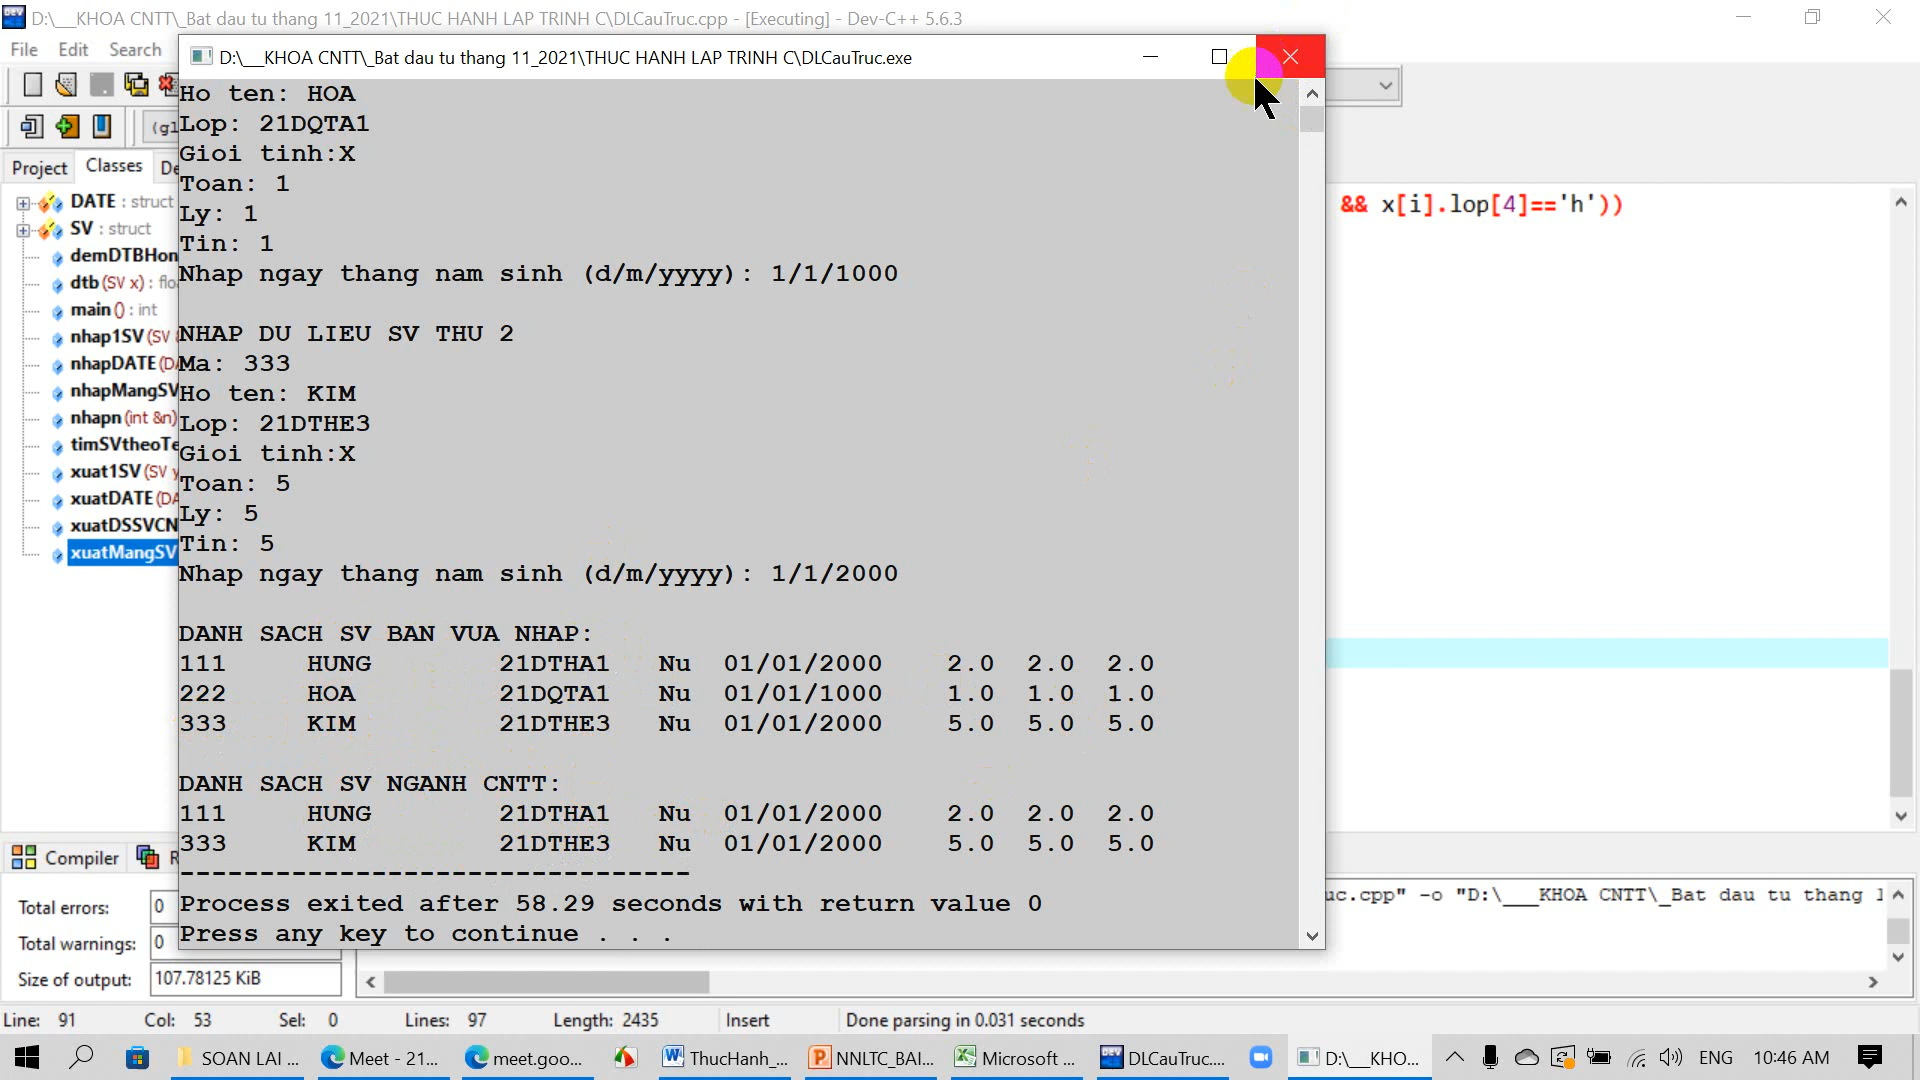 D:\___KHOA CNTT\_Bat dau tu thang 11_2021\THUC HANH LAP TRINH C\DLCauTruc.cpp - [Executing] - Dev-C++ 5.6.3
File Edit Search
D:\___KHOA CNTT\_Bat dau tu thang 11_2021\THUC HANH LAP TRINH C\DLCauTruc.exe
Ho ten: HOA
Lop: 21DQTA1
Gioi tinh:X
Toan: 1
Ly: 1
Tin: 1
Nhap ngay thang nam sinh (d/m/yyyy): 1/1/1000
NHAP DU LIEU SV THU 2
Ma: 333
Ho ten: KIM
Lop: 21DTHE3
Gioi tinh:X
Toan: 5
Ly: 5
Tin: 5
Nhap ngay thang nam sinh (d/m/yyyy): 1/1/2000
DANH SACH SV BAN VUA NHAP:
111 HUNG 21DTHA1 Nu 01/01/2000 2.0 2.0 2.0
222 HOA 21DQTA1 Nu 01/01/1000 1.0 1.0 1.0
333 KIM 21DTHE3 Nu 01/01/2000 5.0 5.0 5.0
DANH SACH SV NGANH CNTT:
111 HUNG 21DTHA1 Nu 01/01/2000 2.0 2.0 2.0
333 KIM 21DTHE3 Nu 01/01/2000 5.0 5.0 5.0
--------------------------------
Process exited after 58.29 seconds with return value 0
Press any key to continue . . .
(gl
Project Classes De
DATE : struct
SV : struct
demDTBHon
dtb (SV x) : flo
main () : int
nhap1SV (SV &
nhapDATE (DA
nhapMangSV
nhapn (int &n)
timSVtheoTe
xuat1SV (SV y
xuatDATE (DA
xuatDSSVCN
xuatMangSV
&& x[i].lop[4]=='h'))
Compiler R
Total errors: 0
Total warnings: 0
Size of output: 107.78125 KiB
uc.cpp" -o "D:\___KHOA CNTT\_Bat dau tu thang 1
Line: 91 Col: 53 Sel: 0 Lines: 97 Length: 2435 Insert Done parsing in 0.031 seconds
SOAN LAI ... Meet - 21... meet.goo... ThucHanh_... NNLTC_BAI... Microsoft ... DLCauTruc.... D:\__KHO... ENG 10:46 AM